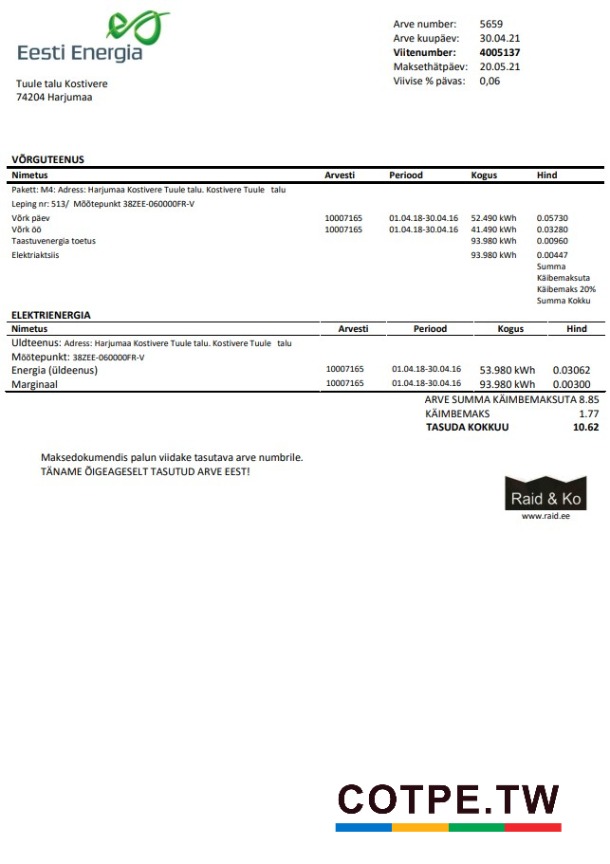 Eesti Energia
Arve number: 5659
Arve kuupäev: 30.04.21
Viitenumber: 4005137
Maksethätpäev: 20.05.21
Viivise % pävas: 0,06
Tuule talu Kostivere
74204 Harjumaa
VÕRGUTEENUS
Nimetus Arvesti Periood Kogus Hind
Pakett: M4: Adress: Harjumaa Kostivere Tuule talu. Kostivere Tuule talu
Leping nr: 513/ Mõõtepunkt 38ZEE-060000FR-V
Võrk päev 10007165 01.04.18-30.04.16 52.490 kWh 0.05730
Võrk öö 10007165 01.04.18-30.04.16 41.490 kWh 0.03280
Taastuvenergia toetus 93.980 kWh 0.00960
Elektriaktsiis 93.980 kWh 0.00447
Summa
Käibemaksuta
Käibemaks 20%
Summa Kokku
ELEKTRIENERGIA
Nimetus Arvesti Periood Kogus Hind
Uldteenus: Adress: Harjumaa Kostivere Tuule talu. Kostivere Tuule talu
Möötepunkt: 38ZEE-060000FR-V
Energia (üldeenus) 10007165 01.04.18-30.04.16 53.980 kWh 0.03062
Marginaal 10007165 01.04.18-30.04.16 93.980 kWh 0.00300
ARVE SUMMA KÄIMBEMAKSUTA 8.85
KÄIMBEMAKS 1.77
TASUDA KOKKUU 10.62
Maksedokumendis palun viidake tasutava arve numbrile.
TÄNAME ÕIGEAGESELT TASUTUD ARVE EEST!
Raid & Ko
www.raid.ee
COTPE.TW